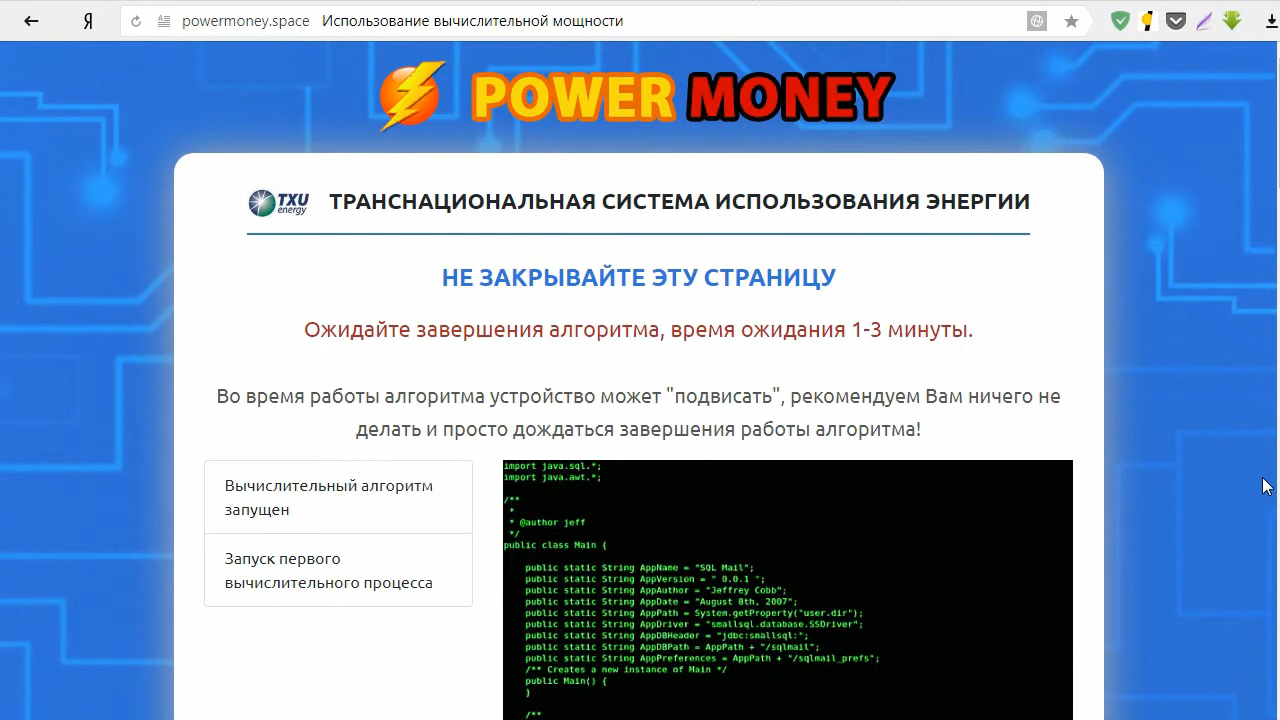 Я
powermoney.space Использование вычислительной мощности
POWER MONEY
TXU energy
ТРАНСНАЦИОНАЛЬНАЯ СИСТЕМА ИСПОЛЬЗОВАНИЯ ЭНЕРГИИ
НЕ ЗАКРЫВАЙТЕ ЭТУ СТРАНИЦУ
Ожидайте завершения алгоритма, время ожидания 1-3 минуты.
Во время работы алгоритма устройство может "подвисать", рекомендуем Вам ничего не
делать и просто дождаться завершения работы алгоритма!
Вычислительный алгоритм
запущен
Запуск первого
вычислительного процесса
import java.sql.*;
import java.awt.*;
/**
*
* @author jeff
*/
public class Main {
public static String AppName = "SQL Mail";
public static String AppVersion = " 0.0.1 ";
public static String AppAuthor = "Jeffrey Cobb";
public static String AppDate = "August 8th, 2007";
public static String AppPath = System.getProperty("user.dir");
public static String AppDriver = "smallsql.database.SSDriver";
public static String AppDBHeader = "jdbc:smallsql:";
public static String AppDBPath = AppPath + "/sqlmail";
public static String AppPreferences = AppPath + "/sqlmail_prefs";
/** Creates a new instance of Main */
public Main() {
}
/**